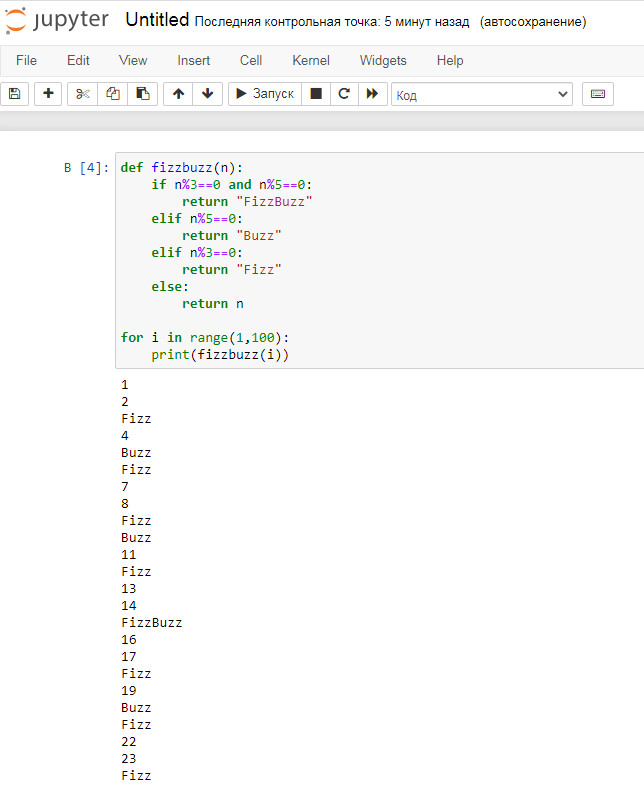 jupyter Untitled Последняя контрольная точка: 5 минут назад (автосохранение)
File Edit View Insert Cell Kernel Widgets Help
Запуск Код
В [4]: def fizzbuzz(n):
    if n%3==0 and n%5==0:
        return "FizzBuzz"
    elif n%5==0:
        return "Buzz"
    elif n%3==0:
        return "Fizz"
    else:
        return n
for i in range(1,100):
    print(fizzbuzz(i))
1
2
Fizz
4
Buzz
Fizz
7
8
Fizz
Buzz
11
Fizz
13
14
FizzBuzz
16
17
Fizz
19
Buzz
Fizz
22
23
Fizz